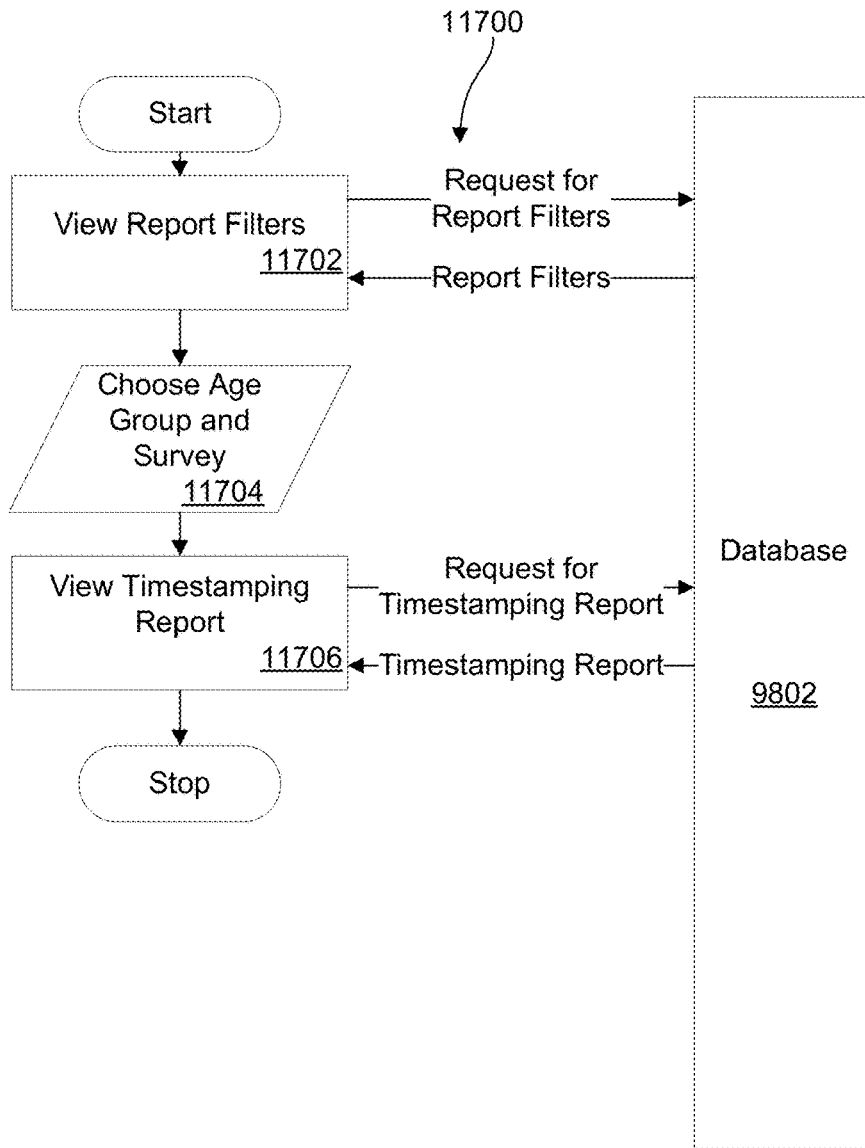 11700
Start
View Report Filters
11702
Request for
Report Filters
Report Filters
Choose Age
Group and
Survey
11704
View Timestamping
Report
11706
Request for
Timestamping Report
Timestamping Report
Database
9802
Stop